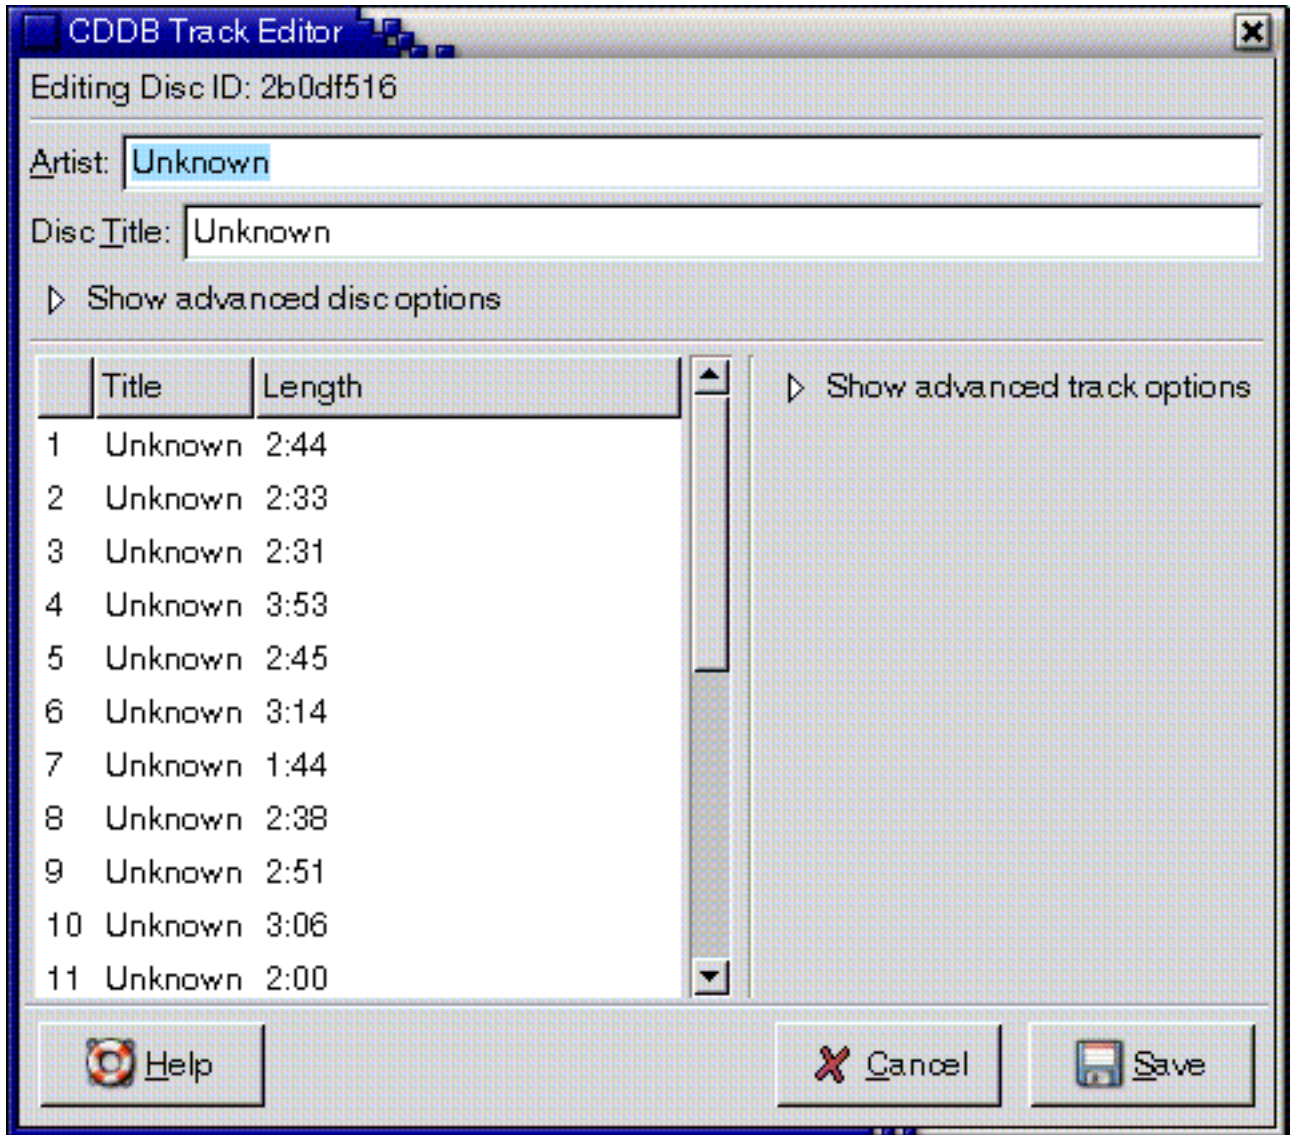 CDDB Track Editor
Editing Disc ID: 2b0df516
Artist: Unknown
Disc Title: Unknown
Show advanced disc options
Title Length
Show advanced track options
1 Unknown 2:44
2 Unknown 2:33
3 Unknown 2:31
4 Unknown 3:53
5 Unknown 2:45
6 Unknown 3:14
7 Unknown 1:44
8 Unknown 2:38
9 Unknown 2:51
10 Unknown 3:06
11 Unknown 2:00
Help Cancel Save